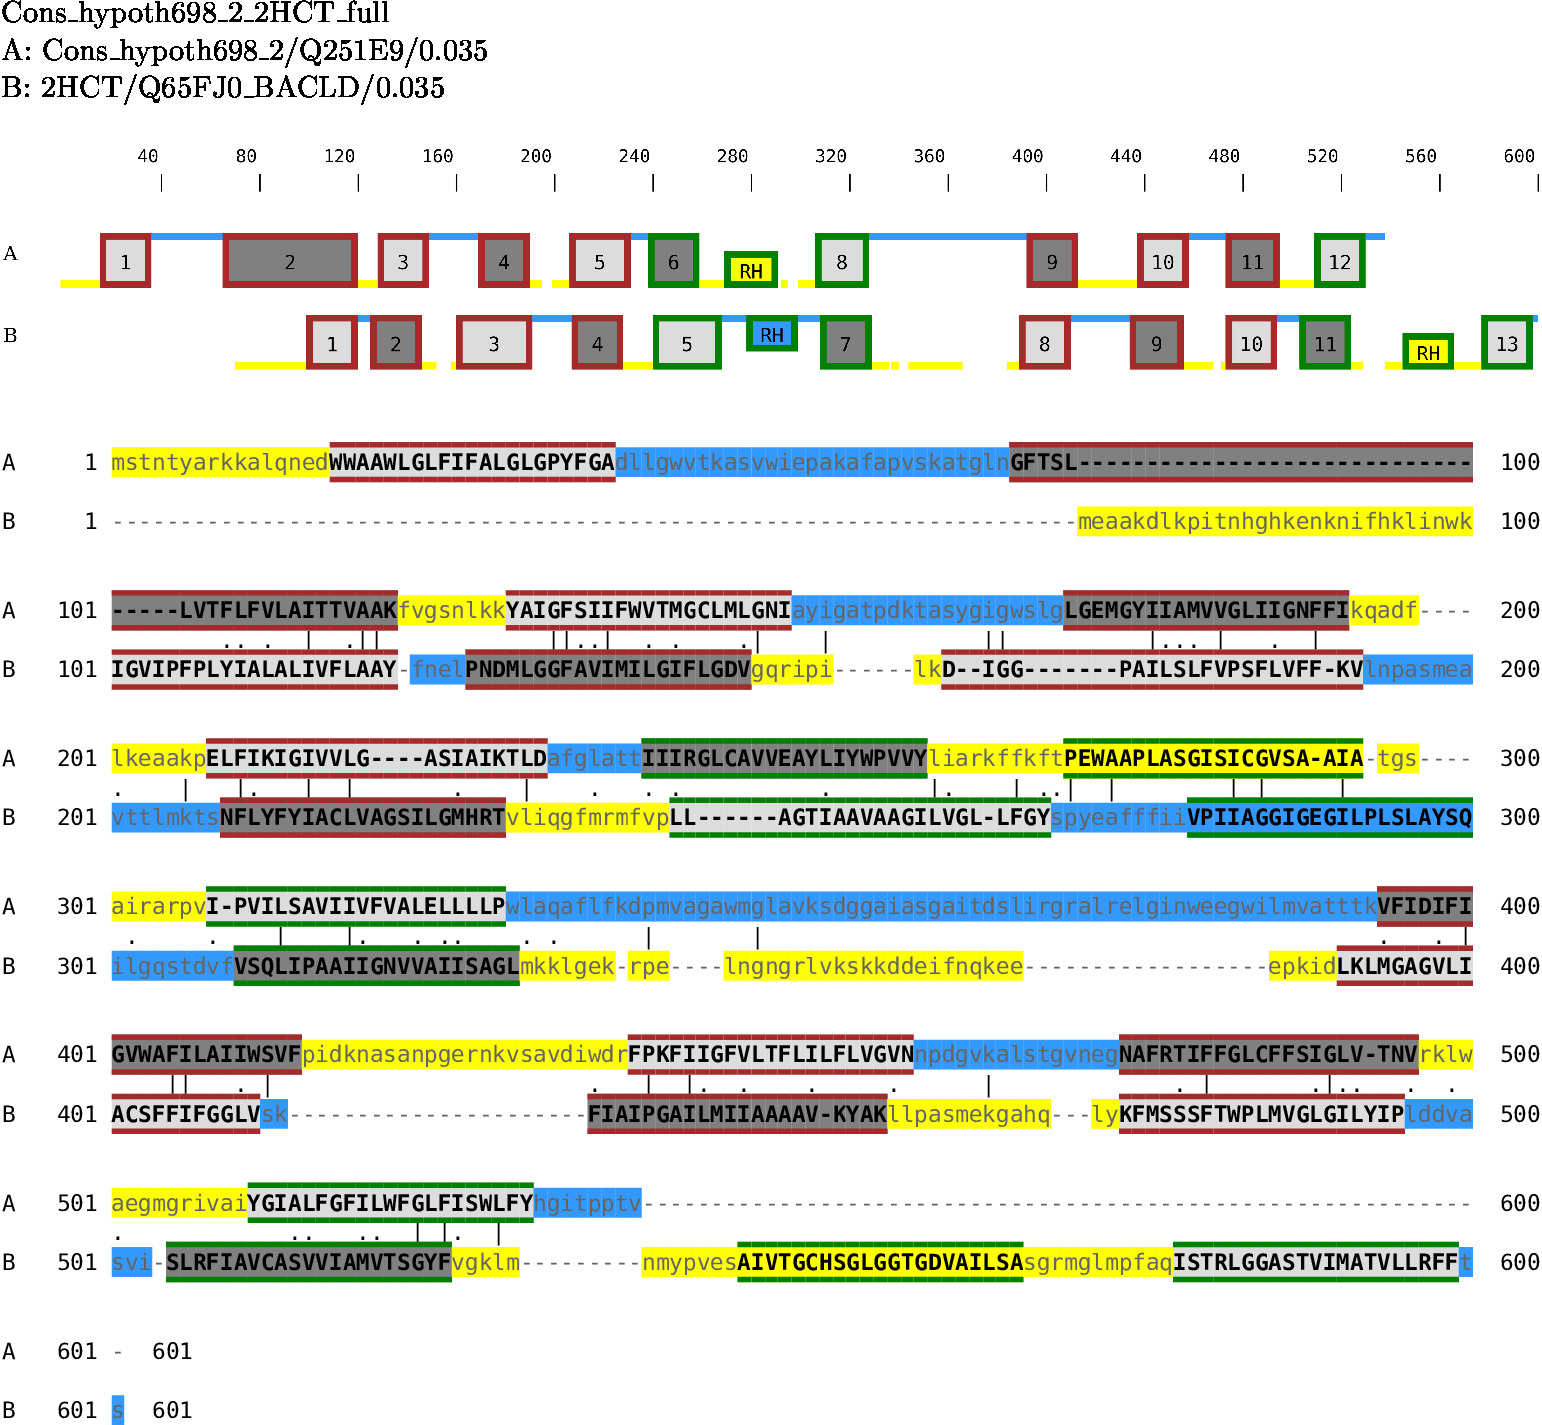 Cons_hypoth698_2_2HCT_full
A: Cons_hypoth698_2/Q251E9/0.035
B: 2HCT/Q65FJ0_BACLD/0.035
40 80 120 160 200 240 280 320 360 400 440 480 520 560 600
A 1 2 3 4 5 6 RH 8 9 10 11 12
B 1 2 3 4 5 RH 7 8 9 10 11 RH 13
A 1 mstntyarkkalqnedWWAAWLGLFIFALGLGPYFGAdllgwvtkasvwiepakafapvskatglnGFTSL----------------------------- 100
B 1 -----------------------------------------------------------------------meaakdlkpitnhghkenknifhklinwk 100
A 101 -----LVTFLFVLAITTVAAKfvgsnlkkYAIGFSIIFWVTMGCLMLGNIayigatpdktasygigwslgLGEMGYIIAMVVGLIIGNFFIkqadf---- 200
B 101 IGVIPFPLYIALALIVFLAAY-fnelPNDMLGGFAVIMILGIFLGDVgqripi------lkD--IGG-------PAILSLFVPSFLVFF-KVlnpasmea 200
A 201 lkeaakpELFIKIGIVVLG----ASIAIKTLDafglattIIIRGLCAVVEAYLIYWPVVYliarkffkftPEWAAPLASGISICGVSA-AIA-tgs---- 300
B 201 vttlmktsNFLYFYIACLVAGSILGMHRTvliqgfmrmfvpLL------AGTIAAVAAGILVGL-LFGYspyeafffiiVPIIAGGIGEGILPLSLAYSQ 300
A 301 airarpvI-PVILSAVIIVFVALELLLLPwlaqaflfkdpmvagawmglavksdggaiasgaitdslirgralrelginweegwilmvatttkVFIDIFI 400
B 301 ilgqstdvfVSQLIPAAIIGNVVAIISAGLmkklgek-rpe----lngngrlvkskkddeifnqkee------------------epkidLKLMGAGVLI 400
A 401 GVWAFILAIIWSVFpidknasanpgernkvsavdiwdrFPKFIIGFVLTFLILFLVGVNnpdgvkalstgvnegNAFRTIFFGLCFFSIGLV-TNVrklw 500
B 401 ACSFFIFGGLVsk----------------------FIAIPGAILMIIAAAAV-KYAKllpasmekgahq---lyKFMSSSFTWPLMVGLGILYIPlddva 500
A 501 aegmgrivaiYGIALFGFILWFGLFISWLFYhgitpptv------------------------------------------------------------- 600
B 501 svi-SLRFIAVCASVVIAMVTSGYFvgklm---------nmypvesAIVTGCHSGLGGTGDVAILSAsgrmglmpfaqISTRLGGASTVIMATVLLRFFt 600
A 601 - 601
B 601 s 601